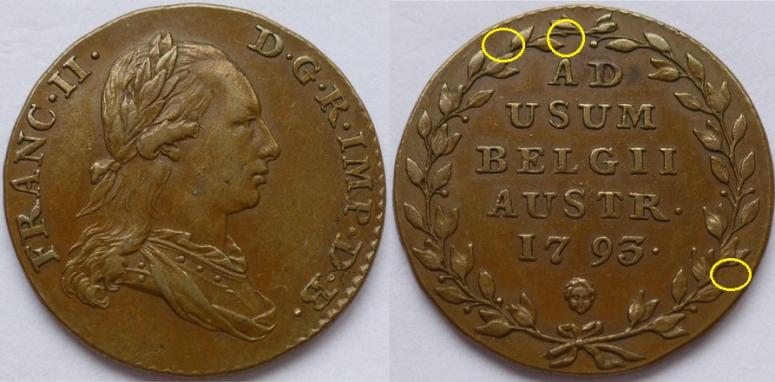 FRANC·II· D·G·R·IMP·D·B·
AD
USUM
BELGII
AUSTR·
1793·